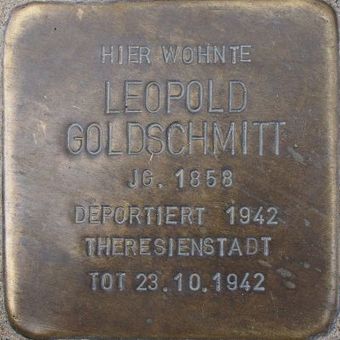 HIER WOHNTE
LEOPOLD
GOLDSCHMITT
JG. 1858
DEPORTIERT 1942
THERESIENSTADT
TOT 23.10.1942